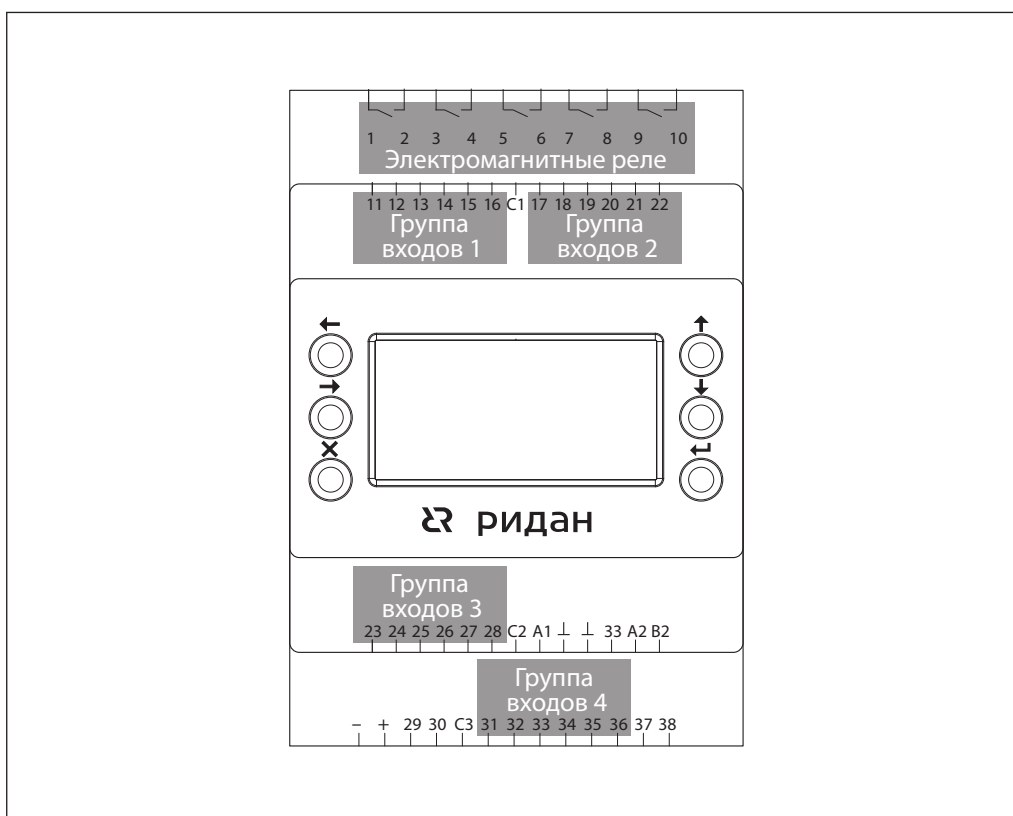 1 2 3 4 5 6 7 8 9 10
Электромагнитные реле
11 12 13 14 15 16 C1 17 18 19 20 21 22
Группа
входов 1
Группа
входов 2
ридан
Группа
входов 3
23 24 25 26 27 28 C2 A1 ⊥ ⊥ 33 A2 B2
Группа
входов 4
− + 29 30 C3 31 32 33 34 35 36 37 38